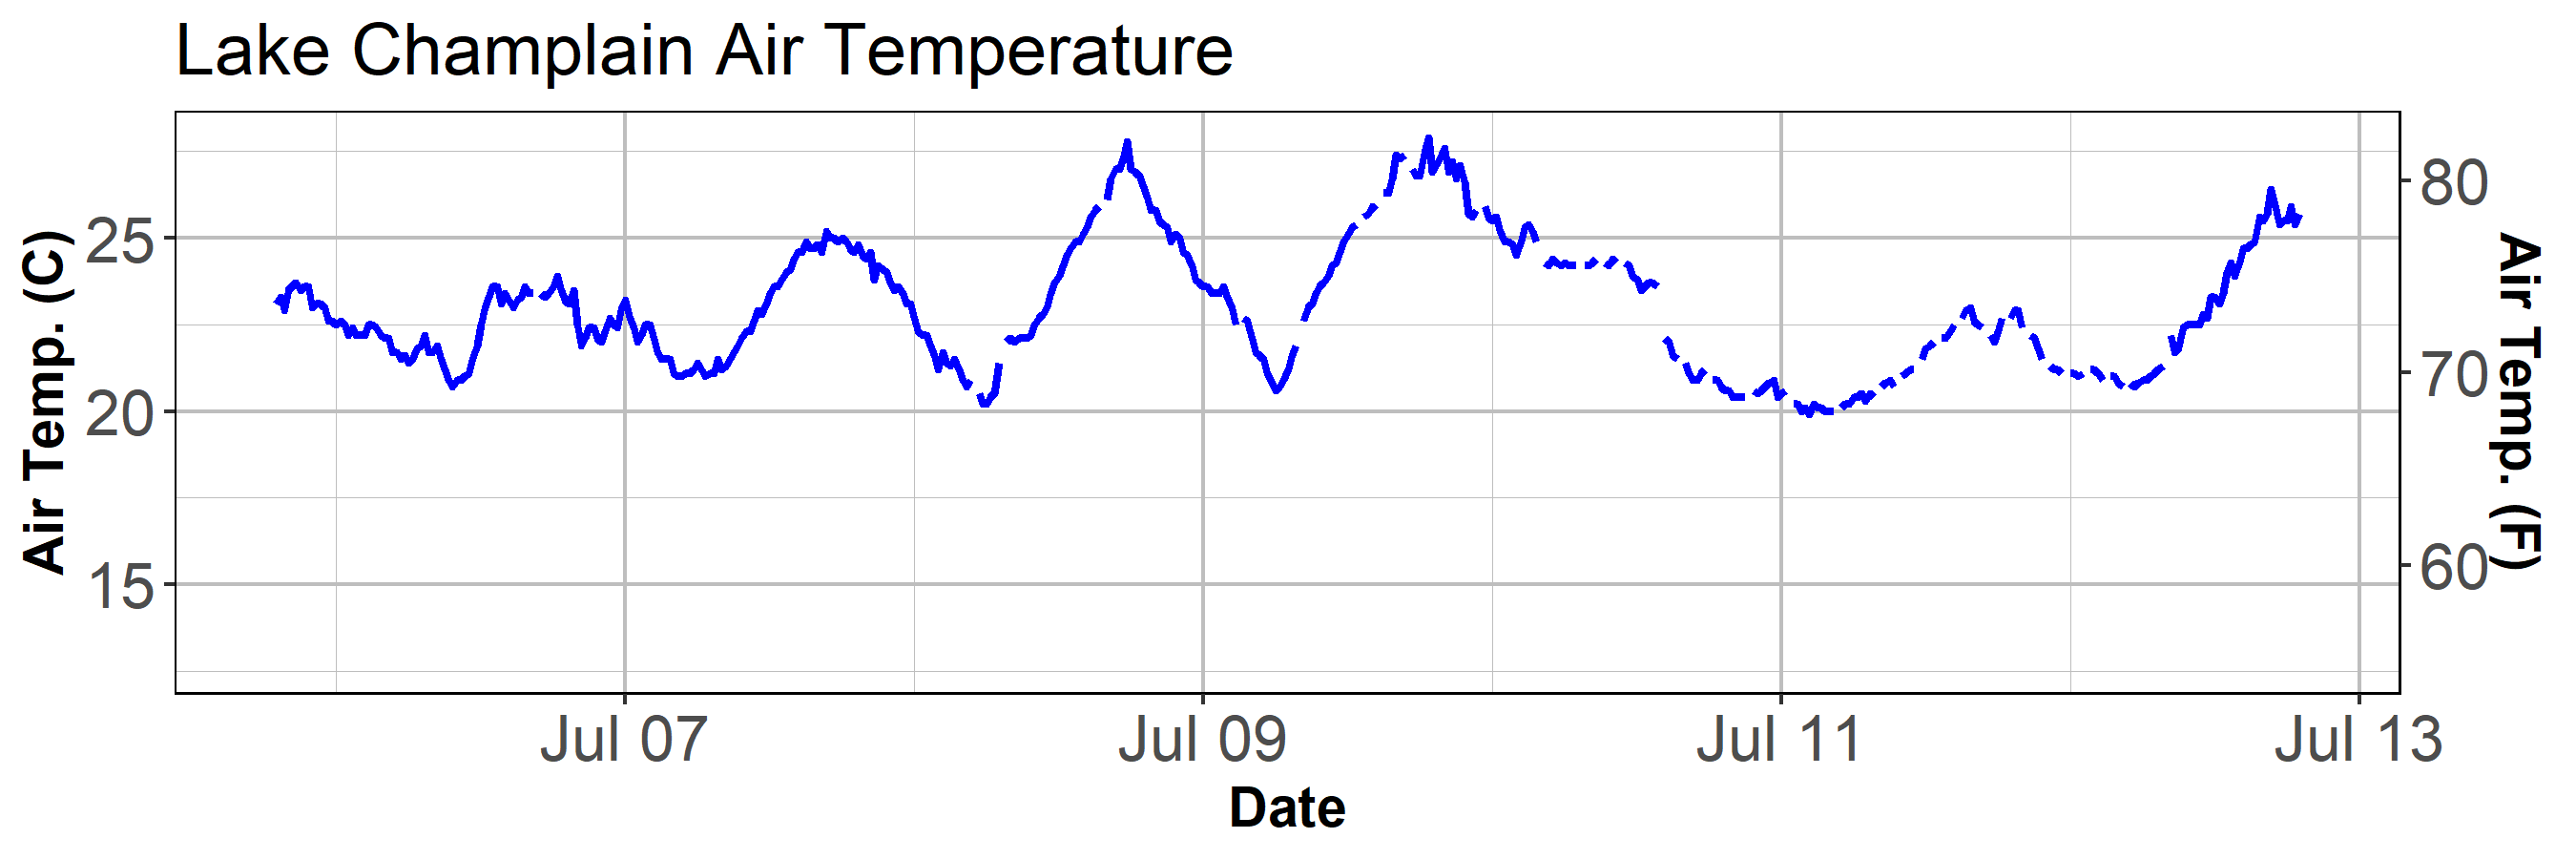 Lake Champlain Air Temperature
Air Temp. (C)
25
20
15
80
70
60
Air Temp. (F)
Jul 07
Jul 09
Jul 11
Jul 13
Date